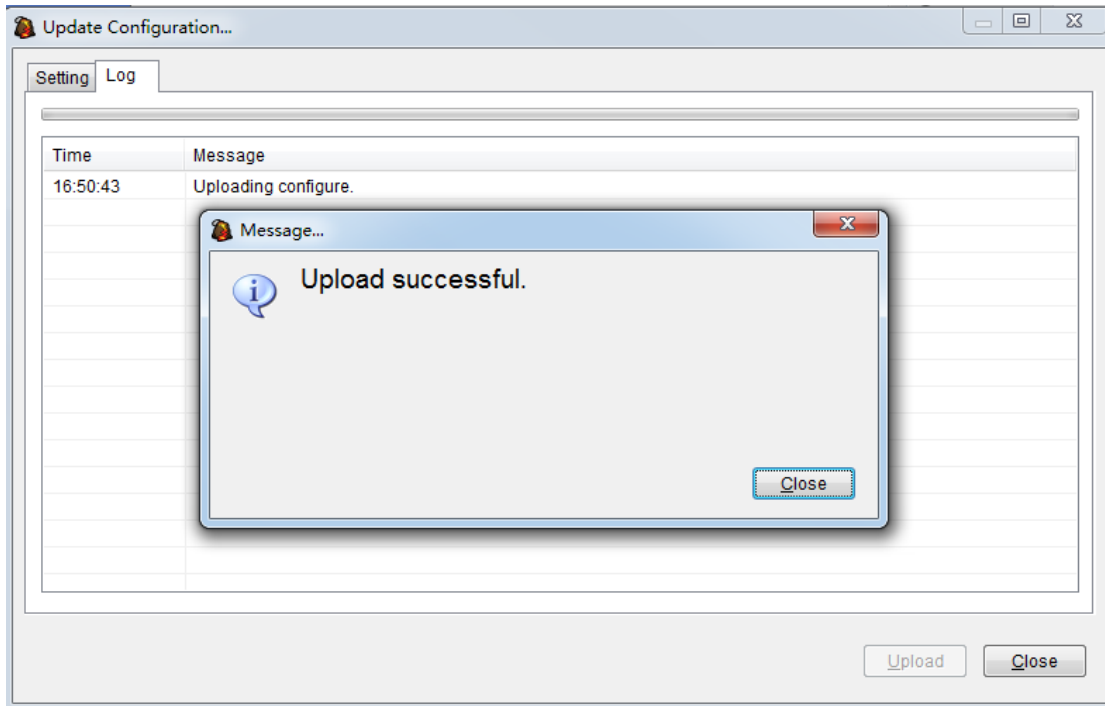 Update Configuration...
Setting Log
Time Message
16:50:43 Uploading configure.
Message...
Upload successful.
Close
Upload Close